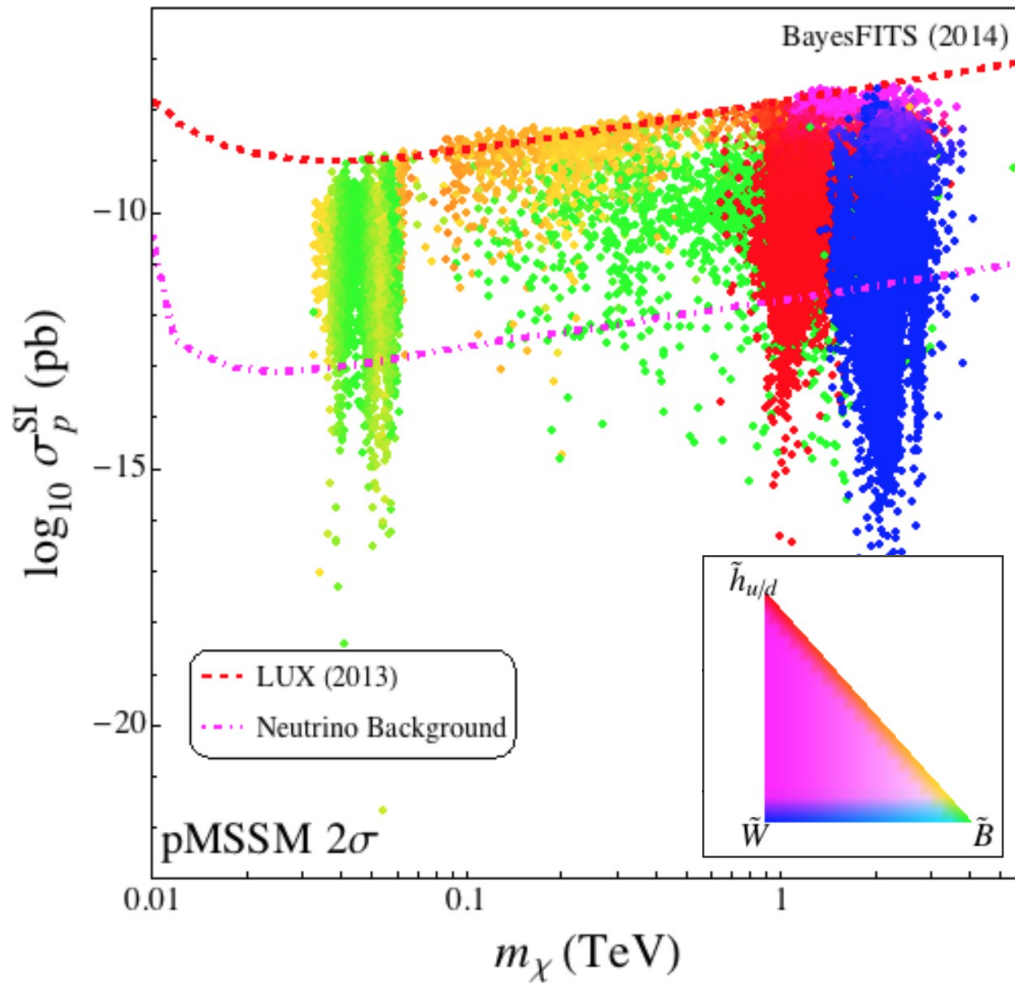 BayesFITS (2014)
log₁₀ σₚˢᴵ (pb)
−10
−15
−20
LUX (2013)
Neutrino Background
h̃u/d
W̃
B̃
pMSSM 2σ
0.01
0.1
1
mχ (TeV)